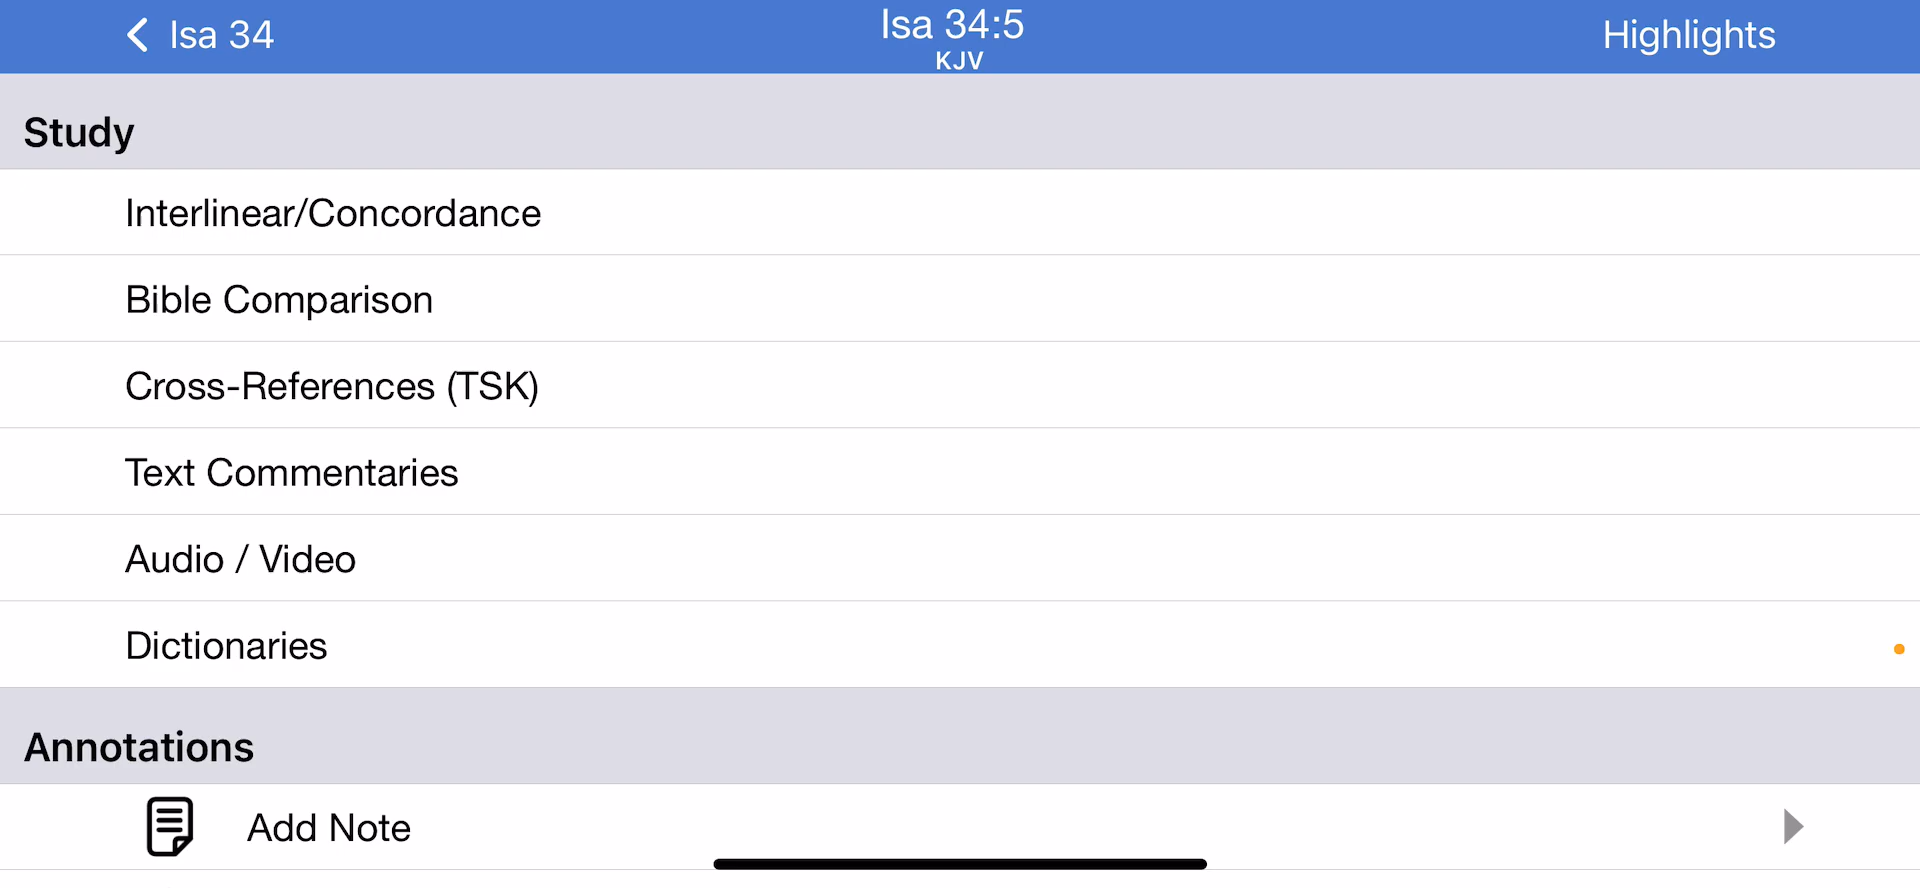 Isa 34
Isa 34:5
KJV
Highlights
Study
Interlinear/Concordance
Bible Comparison
Cross-References (TSK)
Text Commentaries
Audio / Video
Dictionaries
Annotations
Add Note